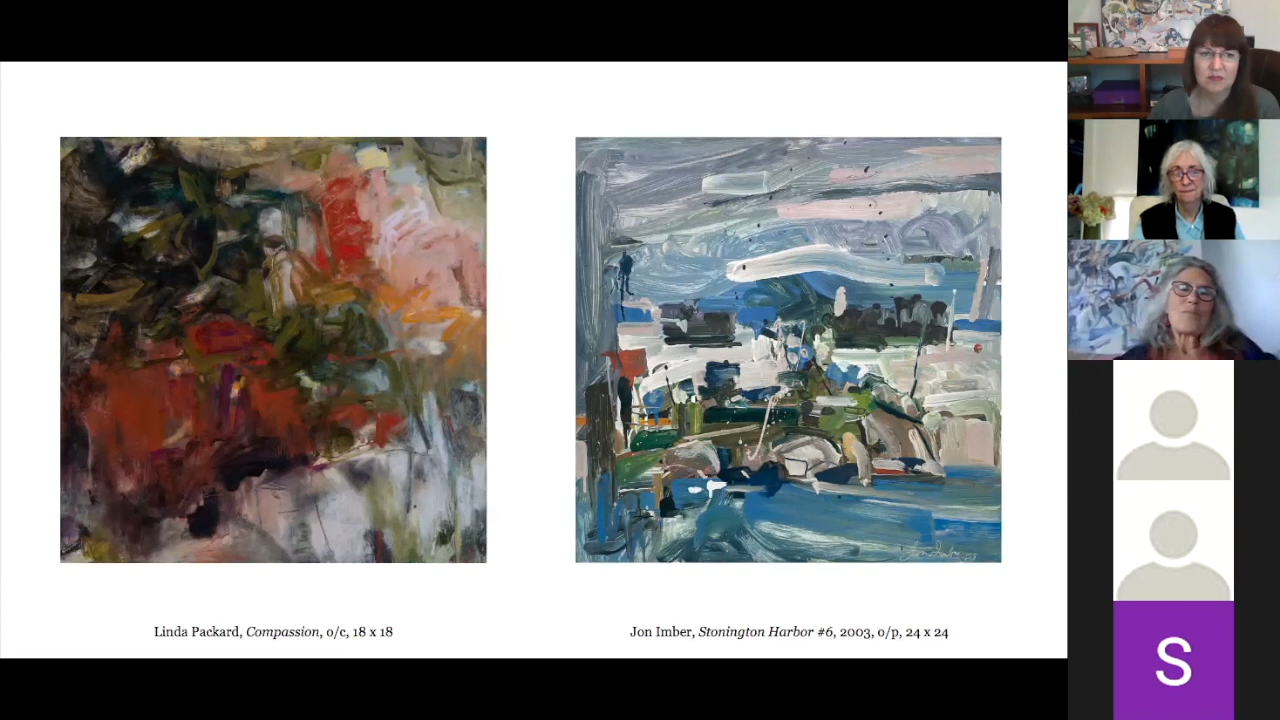 Linda Packard, Compassion, o/c, 18 x 18
Jon Imber, Stonington Harbor #6, 2003, o/p, 24 x 24
S